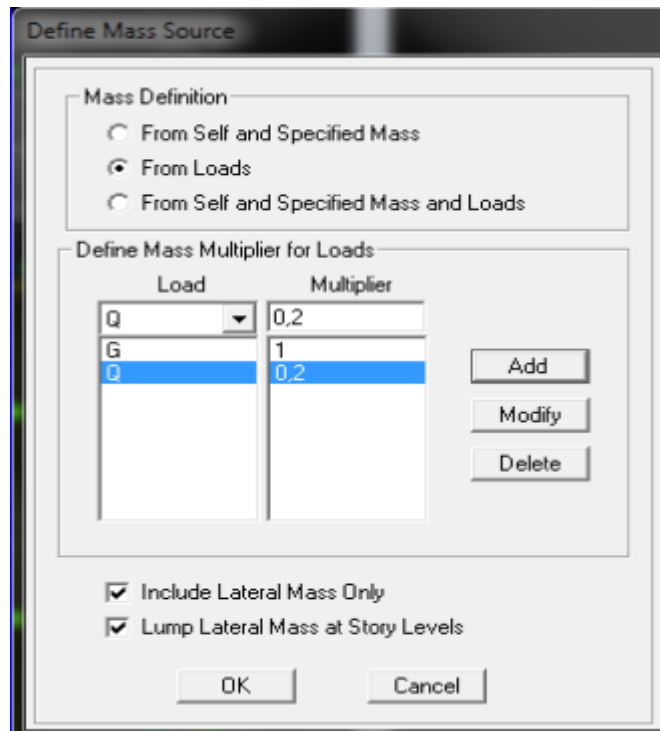 Define Mass Source
Mass Definition
From Self and Specified Mass
From Loads
From Self and Specified Mass and Loads
Define Mass Multiplier for Loads
Load Multiplier
Q 0,2
G 1
Q 0,2
Add
Modify
Delete
Include Lateral Mass Only
Lump Lateral Mass at Story Levels
OK Cancel